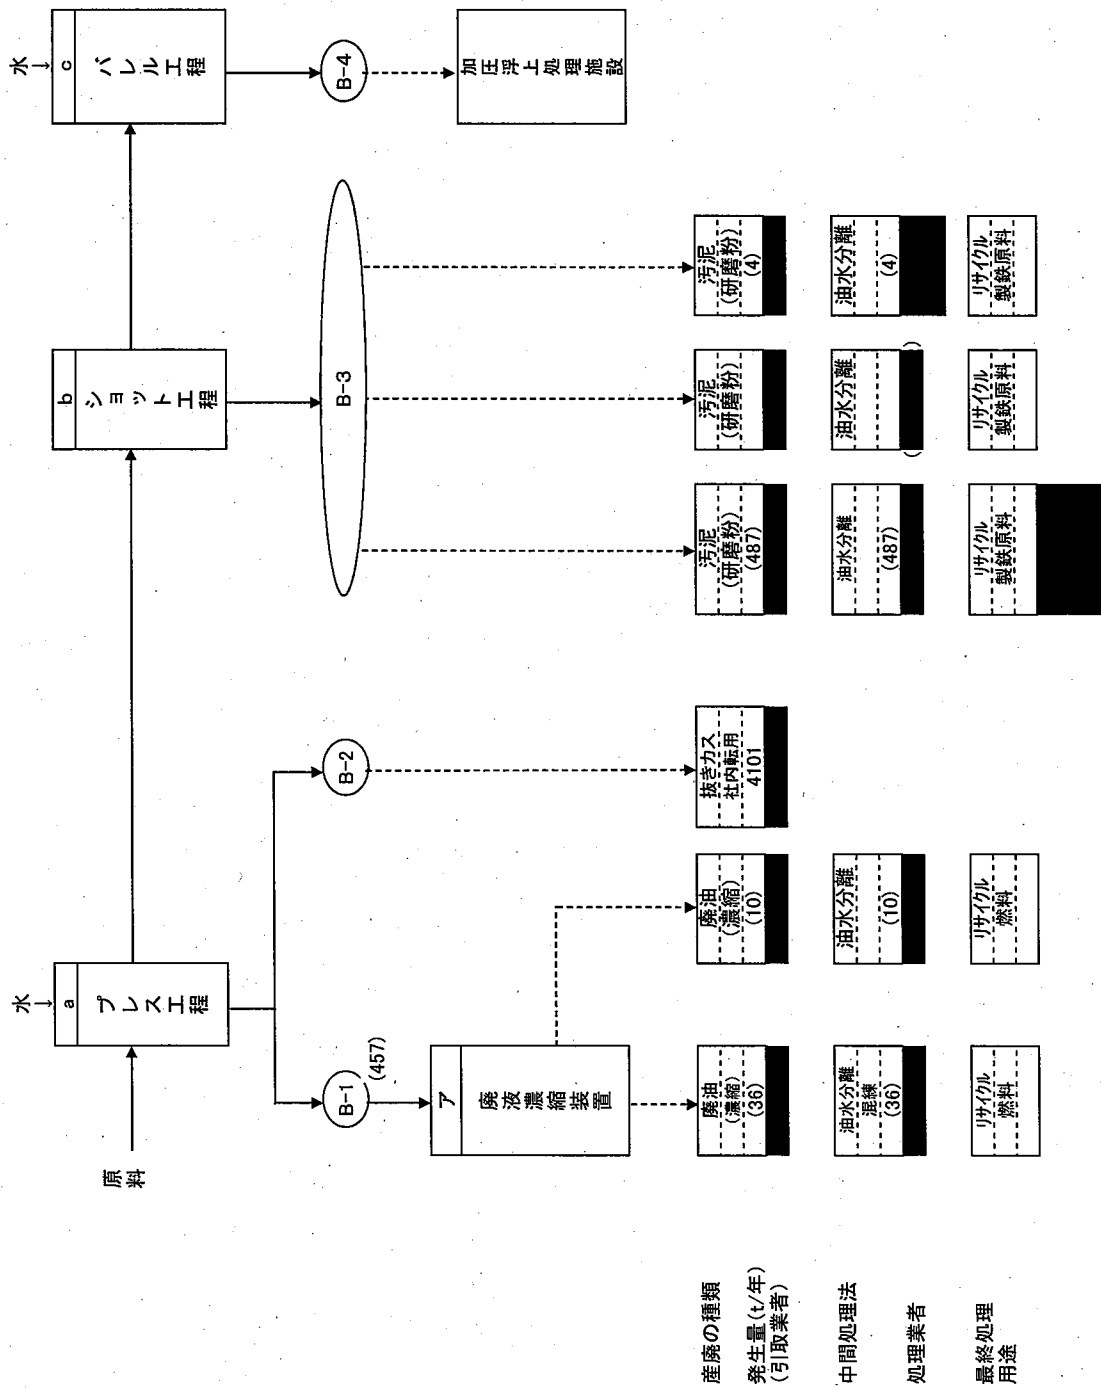 原料
水
a
プレス工程
水
b
ショット工程
c
バレル工程
B-1
(457)
B-2
B-3
B-4
ア
廃液濃縮装置
加圧浮上処理施設
産廃の種類
発生量(t/年)
(引取業者)
廃油
(濃縮)
(36)
廃油
(濃縮)
(10)
抜きカス
社内転用
4101
汚泥
(研磨粉)
(487)
汚泥
(研磨粉)
汚泥
(研磨粉)
(4)
中間処理法
処理業者
油水分離
混練
(36)
油水分離
(10)
油水分離
(487)
油水分離
( )
油水分離
(4)
最終処理
用途
リサイクル
燃料
リサイクル
燃料
リサイクル
製鉄原料
リサイクル
製鉄原料
リサイクル
製鉄原料